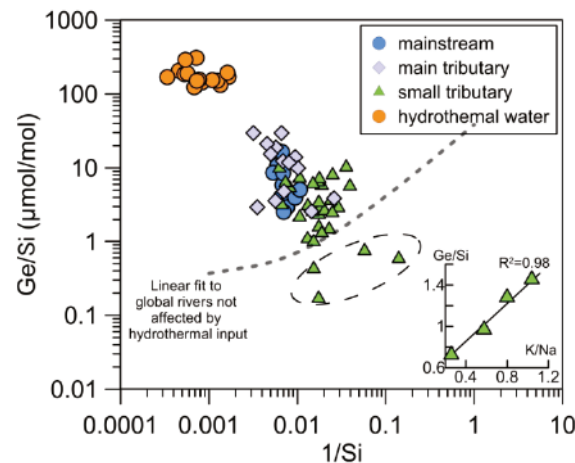 1000
100
10
1
0.1
0.01
Ge/Si (μmol/mol)
mainstream
main tributary
small tributary
hydrothemal water
Linear fit to
global rivers not
affected by
hydrothermal input
Ge/Si
R²=0.98
1.4
1
0.6
K/Na
0.4
0.8
1.2
0.0001
0.001
0.01
0.1
1
10
1/Si